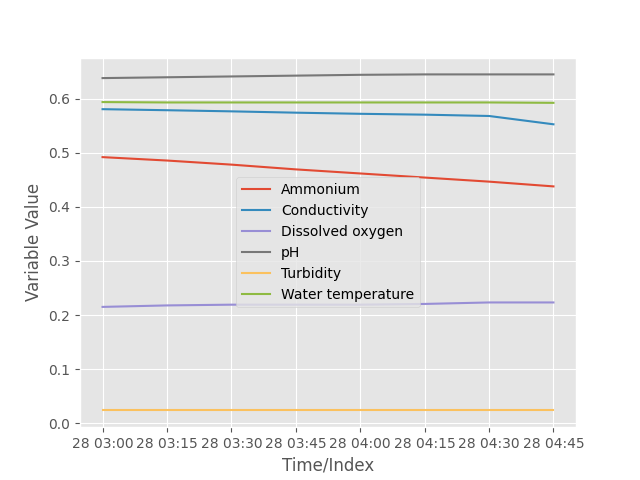 Variable Value
0.6
0.5
0.4
0.3
0.2
0.1
0.0
Ammonium
Conductivity
Dissolved oxygen
pH
Turbidity
Water temperature
28 03:00 28 03:15 28 03:30 28 03:45 28 04:00 28 04:15 28 04:30 28 04:45
Time/Index